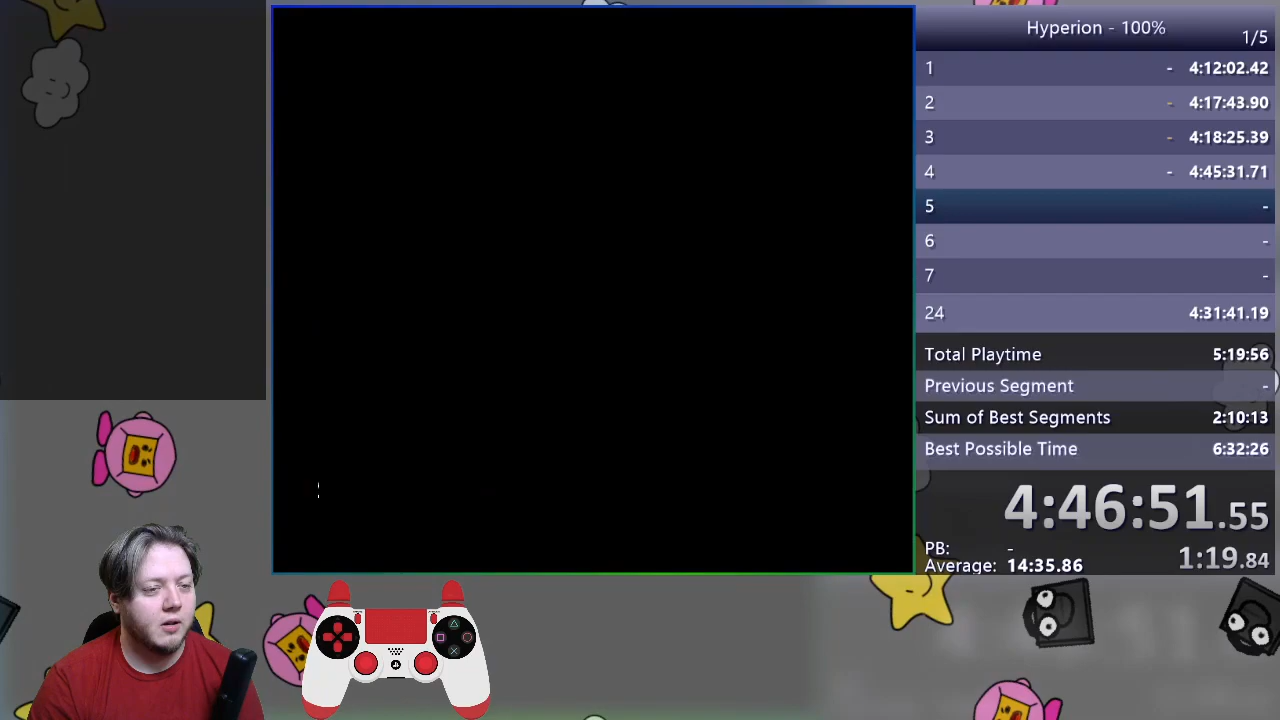 Hyperion - 100%
1/5
1 - 4:12:02.42
2 - 4:17:43.90
3 - 4:18:25.39
4 - 4:45:31.71
5 -
6 -
7 -
24 4:31:41.19
Total Playtime 5:19:56
Previous Segment -
Sum of Best Segments 2:10:13
Best Possible Time 6:32:26
4:46:51.55
PB: -
Average: 14:35.86 1:19.84